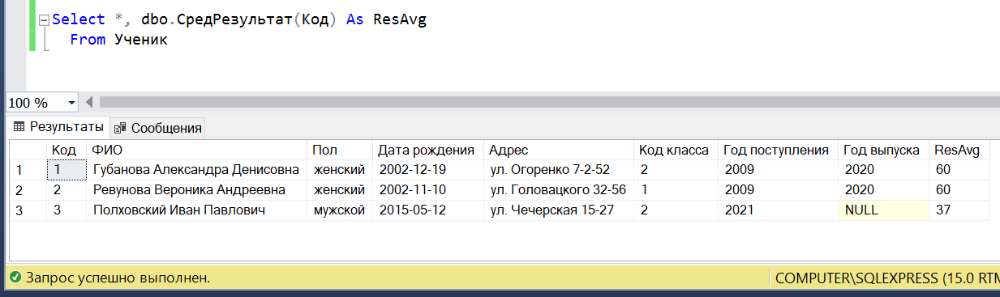 Select *, dbo.СредРезультат(Код) As ResAvg
From Ученик
100 %
Результаты Сообщения
Код ФИО Пол Дата рождения Адрес Код класса Год поступления Год выпуска ResAvg
1 1 Губанова Александра Денисовна женский 2002-12-19 ул. Огоренко 7-2-52 2 2009 2020 60
2 2 Ревунова Вероника Андреевна женский 2002-11-10 ул. Головацкого 32-56 1 2009 2020 60
3 3 Полховский Иван Павлович мужской 2015-05-12 ул. Чечерская 15-27 2 2021 NULL 37
Запрос успешно выполнен. COMPUTER\SQLEXPRESS (15.0 RTM